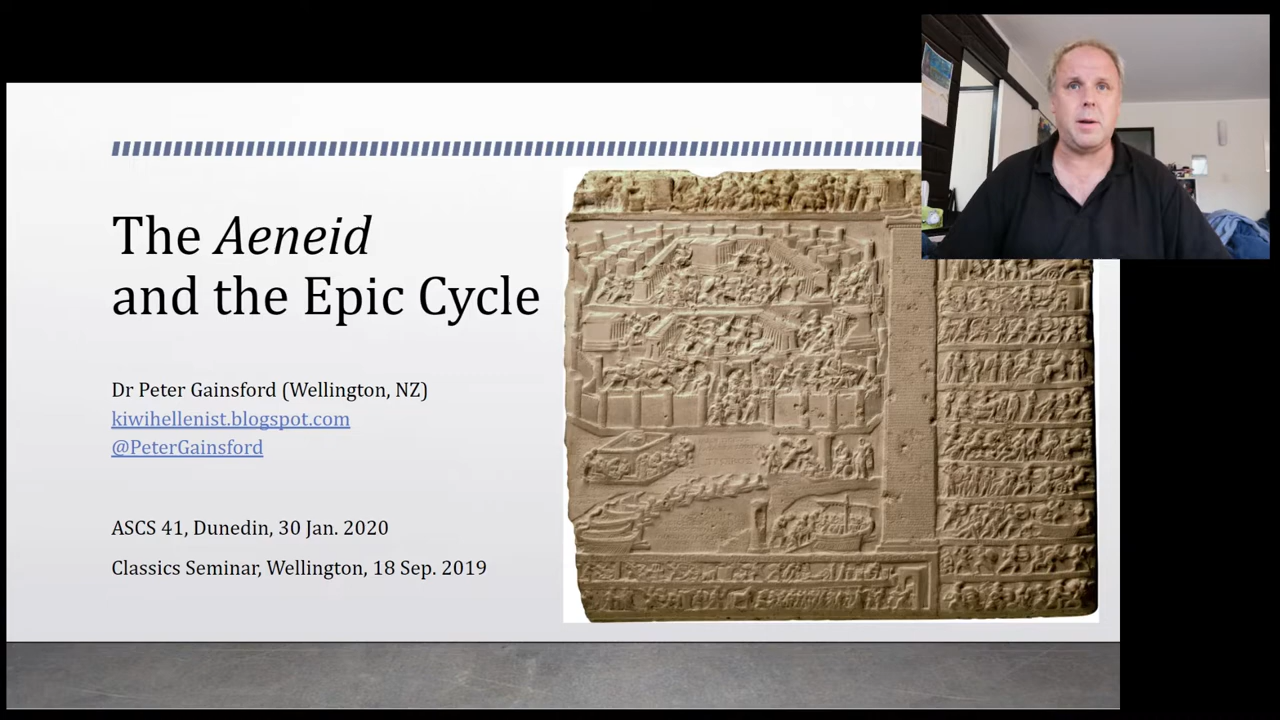 The Aeneid
and the Epic Cycle
Dr Peter Gainsford (Wellington, NZ)
kiwihellenist.blogspot.com
@PeterGainsford
ASCS 41, Dunedin, 30 Jan. 2020
Classics Seminar, Wellington, 18 Sep. 2019